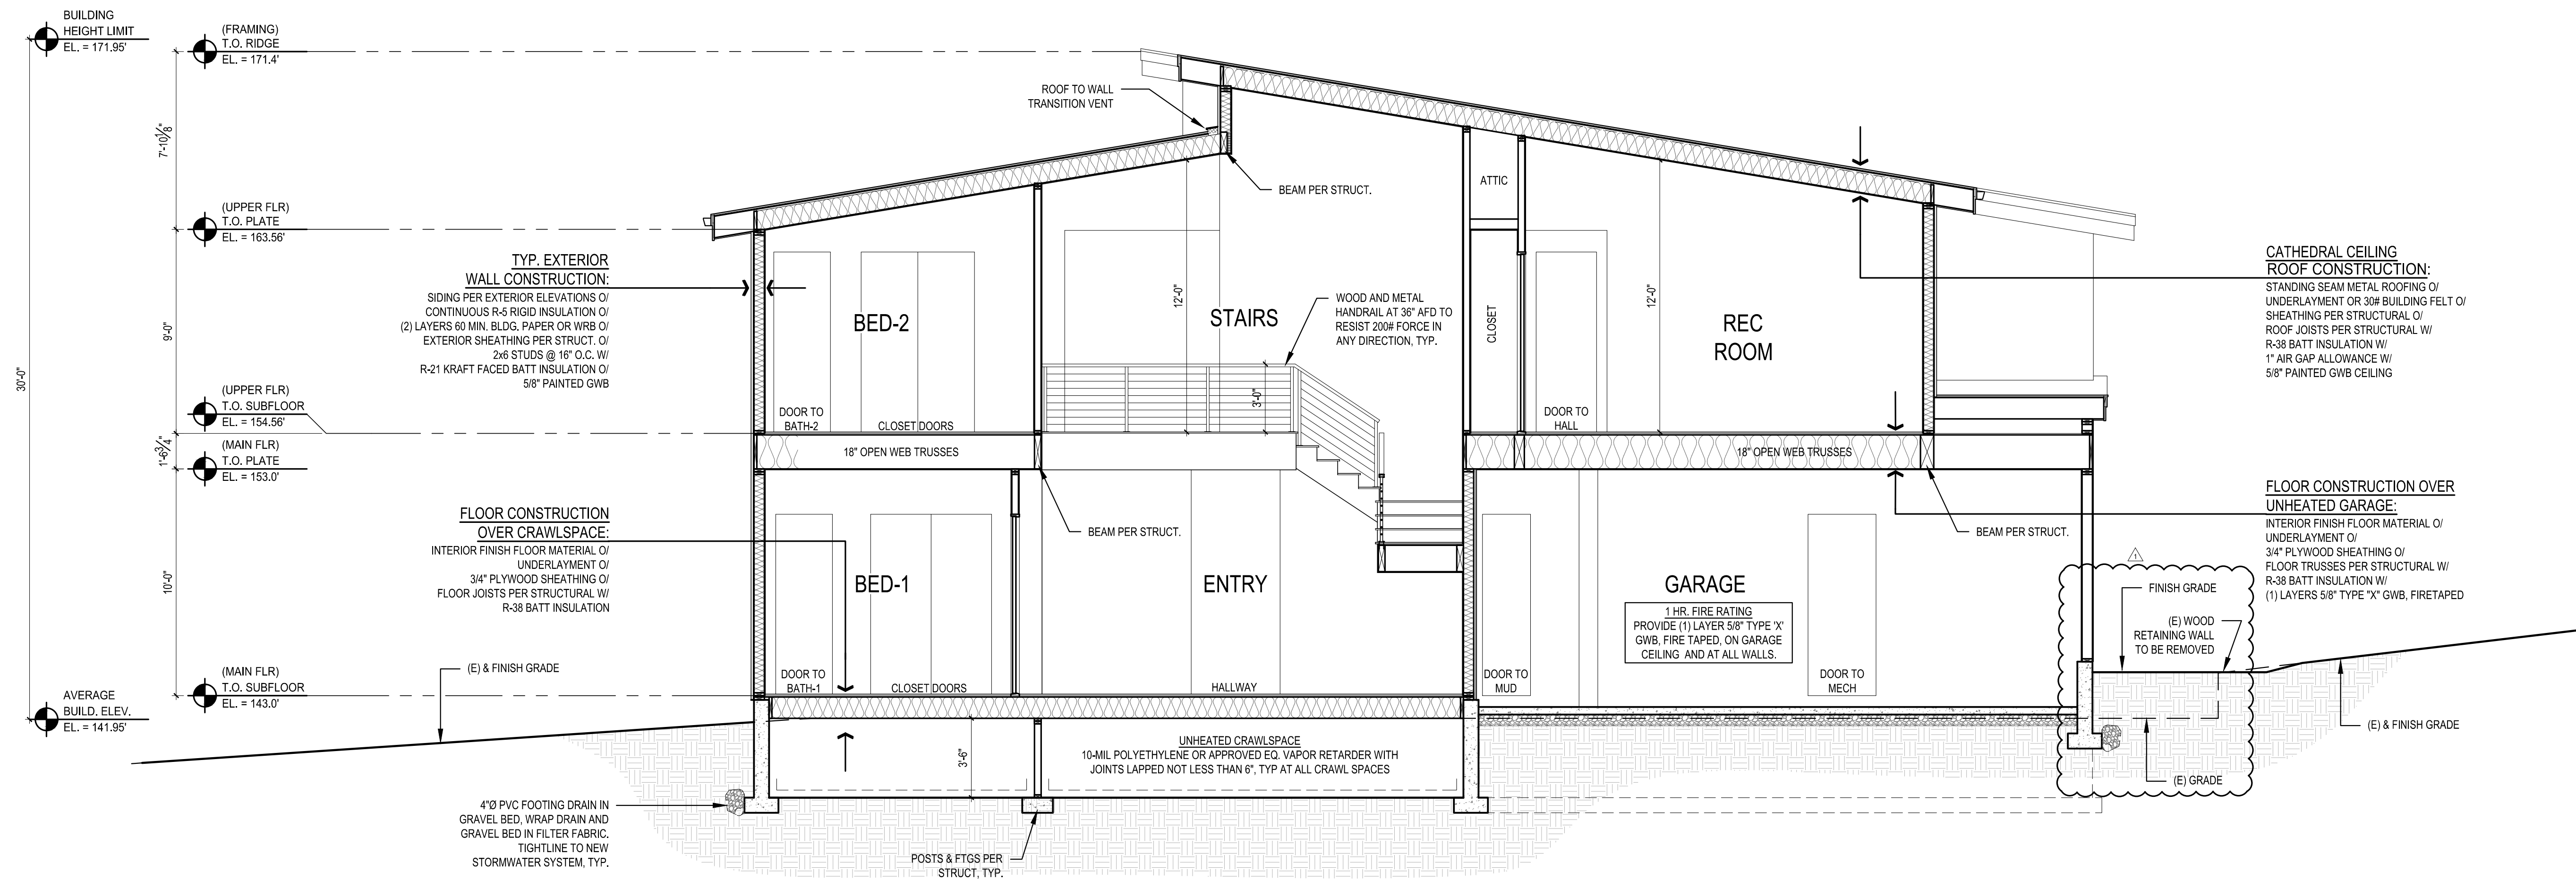 BUILDING
HEIGHT LIMIT
EL. = 171.95'
(FRAMING)
T.O. RIDGE
EL. = 171.4'
7'-10 1/8"
(UPPER FLR)
T.O. PLATE
EL. = 163.56'
9'-0"
30'-0"
(UPPER FLR)
T.O. SUBFLOOR
EL. = 154.56'
1'-6 3/4"
(MAIN FLR)
T.O. PLATE
EL. = 153.0'
10'-0"
(MAIN FLR)
T.O. SUBFLOOR
EL. = 143.0'
AVERAGE
BUILD. ELEV.
EL. = 141.95'
TYP. EXTERIOR
WALL CONSTRUCTION:
SIDING PER EXTERIOR ELEVATIONS O/
CONTINUOUS R-5 RIGID INSULATION O/
(2) LAYERS 60 MIN. BLDG. PAPER OR WRB O/
EXTERIOR SHEATHING PER STRUCT. O/
2x6 STUDS @ 16" O.C. W/
R-21 KRAFT FACED BATT INSULATION O/
5/8" PAINTED GWB
FLOOR CONSTRUCTION
OVER CRAWLSPACE:
INTERIOR FINISH FLOOR MATERIAL O/
UNDERLAYMENT O/
3/4" PLYWOOD SHEATHING O/
FLOOR JOISTS PER STRUCTURAL W/
R-38 BATT INSULATION
(E) & FINISH GRADE
4"Ø PVC FOOTING DRAIN IN
GRAVEL BED, WRAP DRAIN AND
GRAVEL BED IN FILTER FABRIC.
TIGHTLINE TO NEW
STORMWATER SYSTEM, TYP.
ROOF TO WALL
TRANSITION VENT
BEAM PER STRUCT.
BED-2
DOOR TO
BATH-2
CLOSET DOORS
STAIRS
12'-0"
3'-0"
WOOD AND METAL
HANDRAIL AT 36" AFD TO
RESIST 200# FORCE IN
ANY DIRECTION, TYP.
ATTIC
CLOSET
DOOR TO
HALL
12'-0"
REC
ROOM
18" OPEN WEB TRUSSES
18" OPEN WEB TRUSSES
BEAM PER STRUCT.
BEAM PER STRUCT.
BED-1
DOOR TO
BATH-1
CLOSET DOORS
ENTRY
HALLWAY
GARAGE
1 HR. FIRE RATING
PROVIDE (1) LAYER 5/8" TYPE 'X'
GWB, FIRE TAPED, ON GARAGE
CEILING AND AT ALL WALLS.
DOOR TO
MUD
DOOR TO
MECH
3'-6"
UNHEATED CRAWLSPACE
10-MIL POLYETHYLENE OR APPROVED EQ. VAPOR RETARDER WITH
JOINTS LAPPED NOT LESS THAN 6", TYP AT ALL CRAWL SPACES
POSTS & FTGS PER
STRUCT, TYP.
CATHEDRAL CEILING
ROOF CONSTRUCTION:
STANDING SEAM METAL ROOFING O/
UNDERLAYMENT OR 30# BUILDING FELT O/
SHEATHING PER STRUCTURAL O/
ROOF JOISTS PER STRUCTURAL W/
R-38 BATT INSULATION W/
1" AIR GAP ALLOWANCE W/
5/8" PAINTED GWB CEILING
FLOOR CONSTRUCTION OVER
UNHEATED GARAGE:
INTERIOR FINISH FLOOR MATERIAL O/
UNDERLAYMENT O/
3/4" PLYWOOD SHEATHING O/
FLOOR TRUSSES PER STRUCTURAL W/
R-38 BATT INSULATION W/
(1) LAYERS 5/8" TYPE "X" GWB, FIRETAPED
1
FINISH GRADE
(E) WOOD
RETAINING WALL
TO BE REMOVED
(E) & FINISH GRADE
(E) GRADE